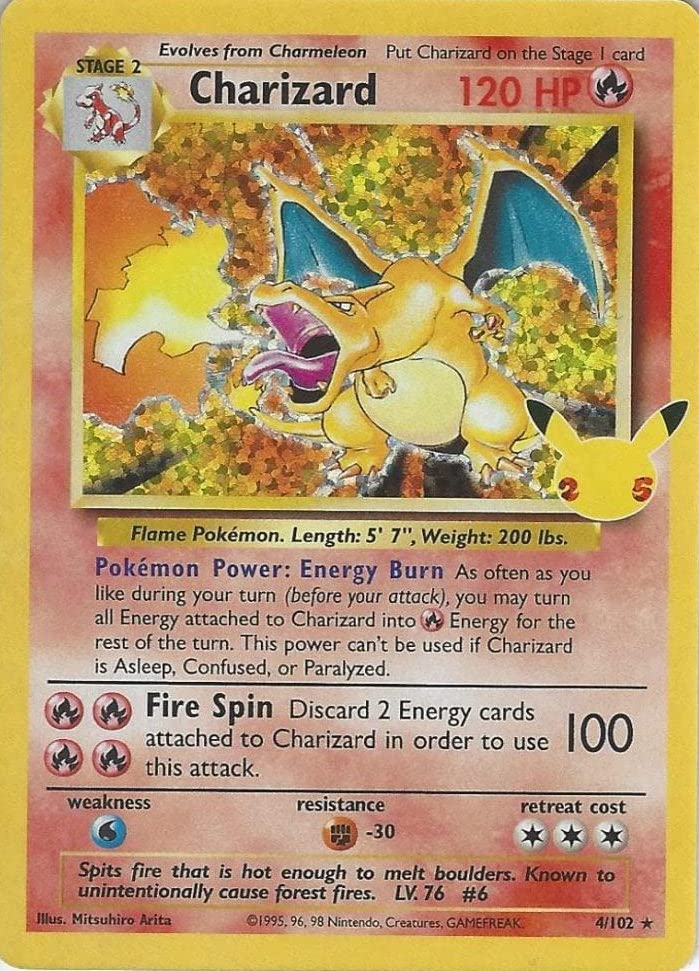 Evolves from Charmeleon Put Charizard on the Stage 1 card
STAGE 2
Charizard 120 HP
25
Flame Pokémon. Length: 5' 7", Weight: 200 lbs.
Pokémon Power: Energy Burn As often as you
like during your turn (before your attack), you may turn
all Energy attached to Charizard into Energy for the
rest of the turn. This power can't be used if Charizard
is Asleep, Confused, or Paralyzed.
Fire Spin Discard 2 Energy cards
attached to Charizard in order to use 100
this attack.
weakness resistance retreat cost
-30
Spits fire that is hot enough to melt boulders. Known to
unintentionally cause forest fires. LV. 76 #6
Illus. Mitsuhiro Arita ©1995, 96, 98 Nintendo, Creatures, GAMEFREAK. 4/102 ★